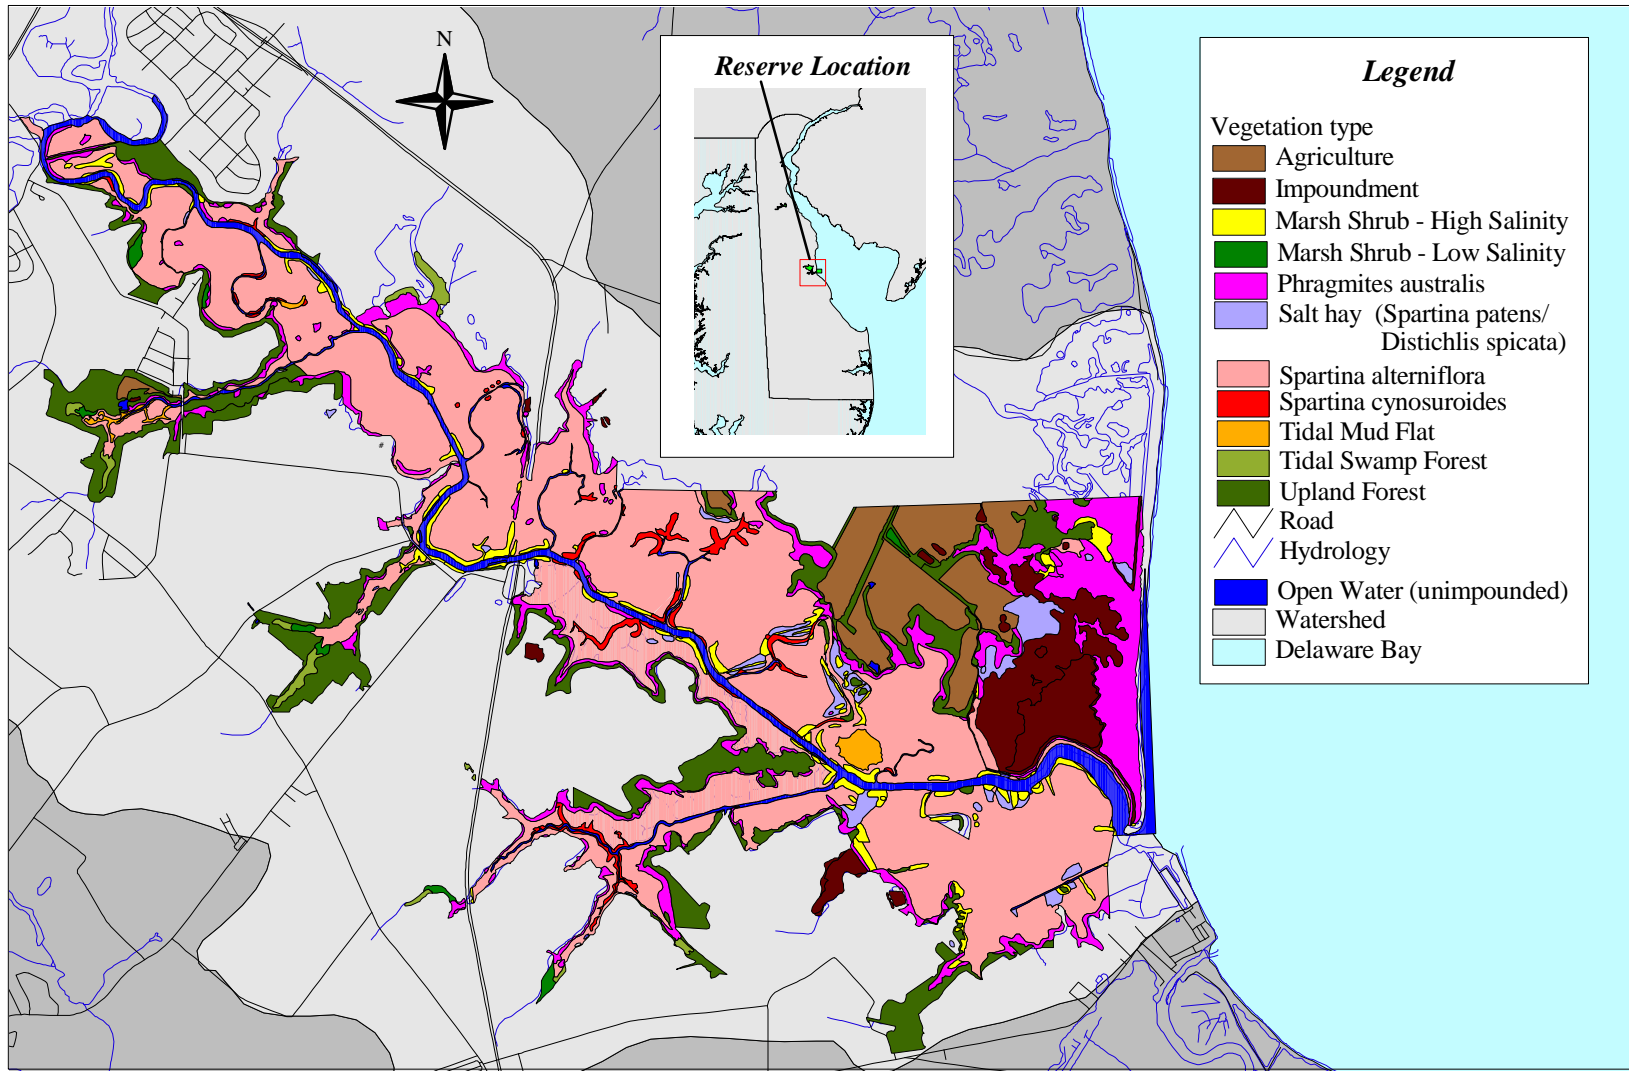 N
Reserve Location
Legend
Vegetation type
Agriculture
Impoundment
Marsh Shrub - High Salinity
Marsh Shrub - Low Salinity
Phragmites australis
Salt hay (Spartina patens/
Distichlis spicata)
Spartina alterniflora
Spartina cynosuroides
Tidal Mud Flat
Tidal Swamp Forest
Upland Forest
Road
Hydrology
Open Water (unimpounded)
Watershed
Delaware Bay